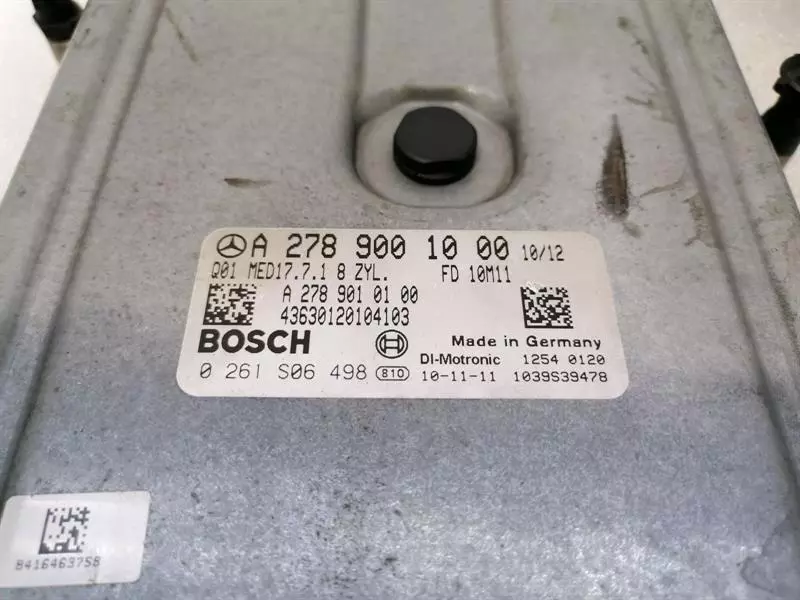 A 278 900 10 00 10/12
Q01 MED17.7.1 8 ZYL. FD 10M11
A 278 901 01 00
43630120104103
BOSCH
Made in Germany
DI-Motronic 1254 0120
0 261 S06 498 810 10-11-11 1039S39478
8416463758